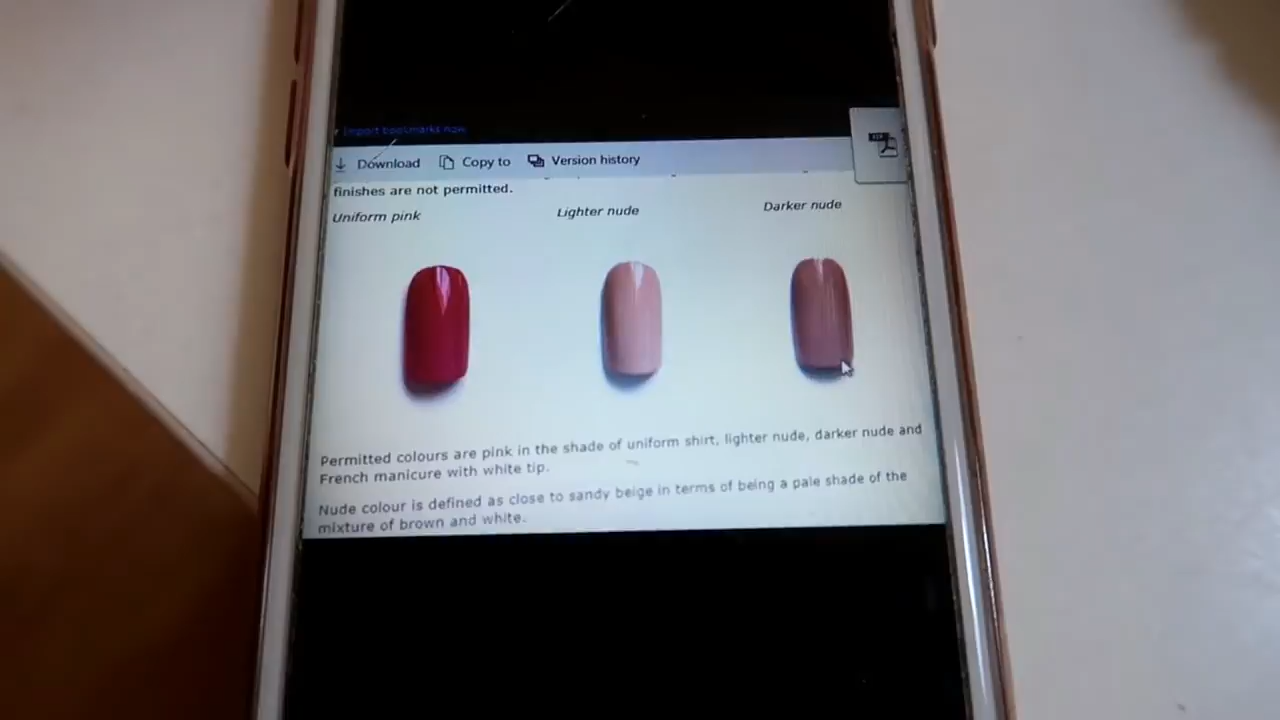 Import bookmarks now
Download Copy to Version history
finishes are not permitted.
Uniform pink Lighter nude Darker nude
Permitted colours are pink in the shade of uniform shirt, lighter nude, darker nude and
French manicure with white tip.
Nude colour is defined as close to sandy beige in terms of being a pale shade of the
mixture of brown and white.